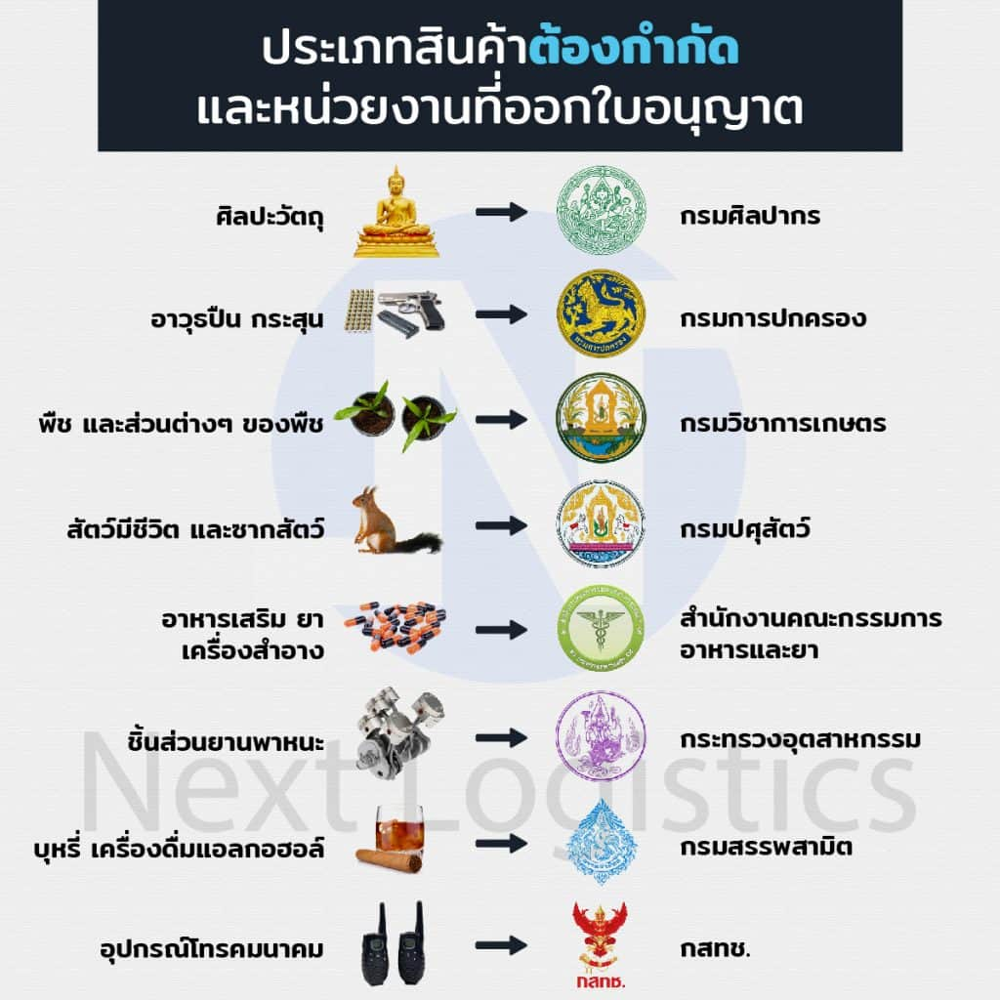 ประเภทสินค้าต้องกำกัด
และหน่วยงานที่ออกใบอนุญาต
ศิลปะวัตถุ
กรมศิลปากร
อาวุธปืน กระสุน
กรมการปกครอง
กรมการปกครอง
พืช และส่วนต่างๆ ของพืช
กรมวิชาการเกษตร
สัตว์มีชีวิต และซากสัตว์
กรมปศุสัตว์
อาหารเสริม ยา
เครื่องสำอาง
สำนักงานคณะกรรมการ
อาหารและยา
ชิ้นส่วนยานพาหนะ
กระทรวงอุตสาหกรรม
Next Logistics
บุหรี่ เครื่องดื่มแอลกอฮอล์
กรมสรรพสามิต
อุปกรณ์โทรคมนาคม
กสทช.
กสทช.